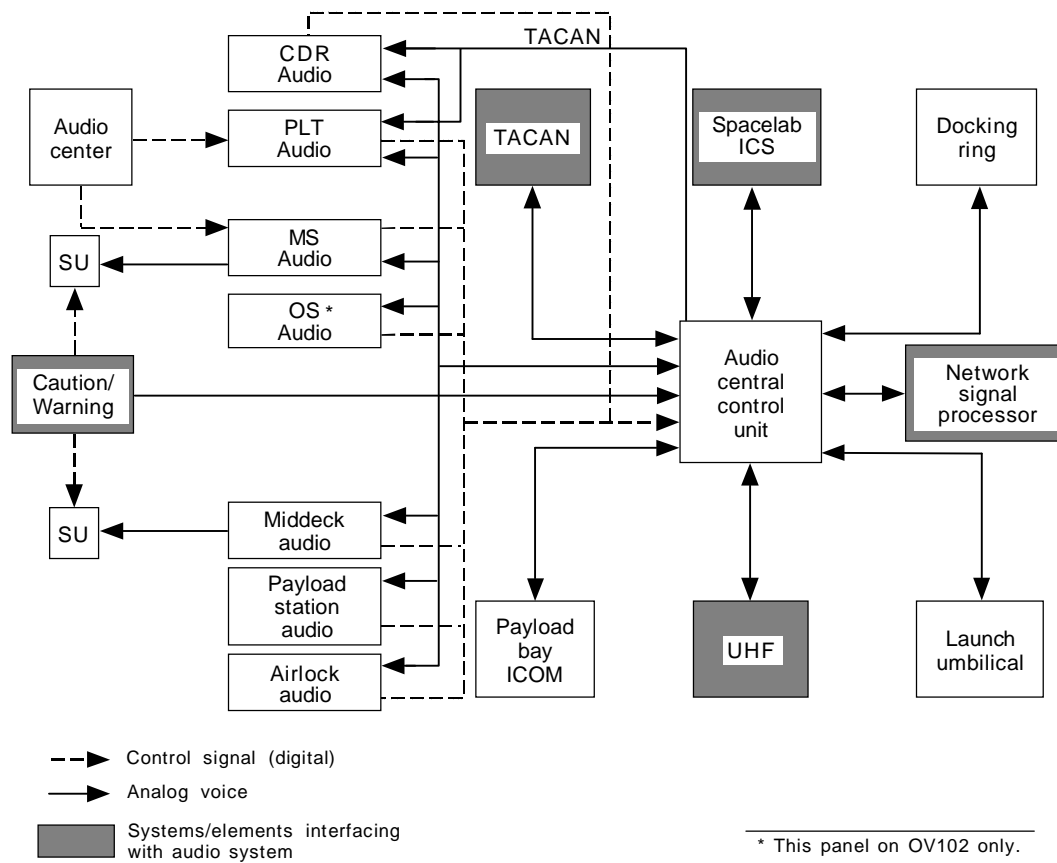 TACAN
CDR
Audio
Audio
center
PLT
Audio
TACAN
Spacelab
ICS
Docking
ring
MS
Audio
SU
OS *
Audio
Caution/
Warning
Audio
central
control
unit
Network
signal
processor
SU
Middeck
audio
Payload
station
audio
Airlock
audio
Payload
bay
ICOM
UHF
Launch
umbilical
Control signal (digital)
Analog voice
Systems/elements interfacing
with audio system
* This panel on OV102 only.